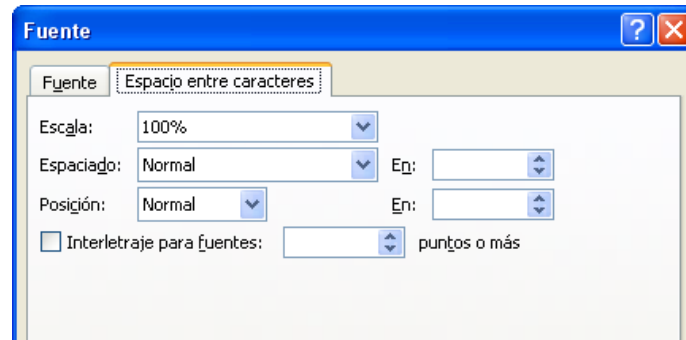 Fuente
Fuente Espacio entre caracteres
Escala: 100%
Espaciado: Normal En:
Posición: Normal En:
Interletraje para fuentes: puntos o más